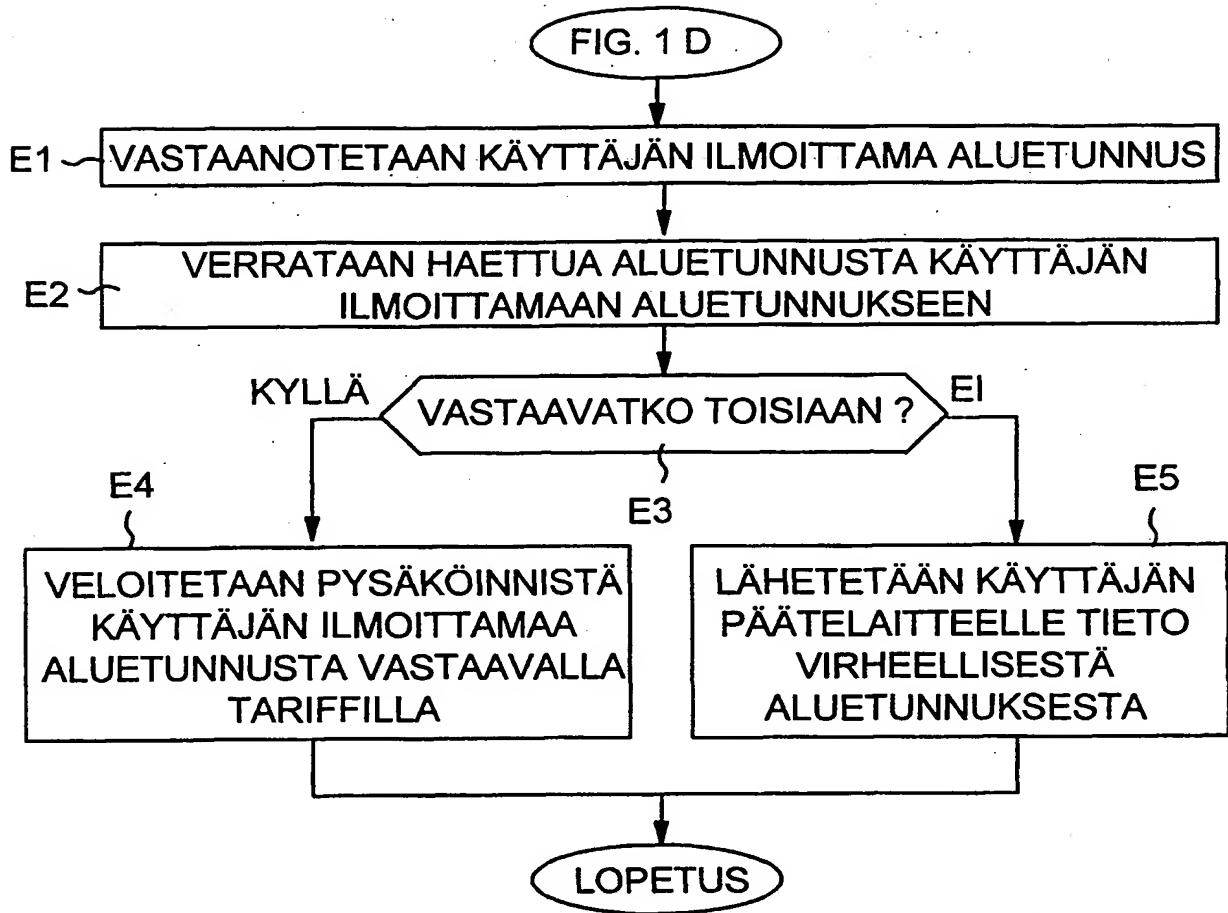 FIG. 1 D
E1
VASTAANOTETAAN KÄYTTÄJÄN ILMOITTAMA ALUETUNNUS
E2
VERRATAAN HAETTUA ALUETUNNUSTA KÄYTTÄJÄN
ILMOITTAMAAN ALUETUNNUKSEEN
KYLLÄ
VASTAAVATKO TOISIAAN ?
EI
E3
E4
VELOITETAAN PYSÄKÖINNISTÄ
KÄYTTÄJÄN ILMOITTAMAA
ALUETUNNUSTA VASTAAVALLA
TARIFFILLA
E5
LÄHETETÄÄN KÄYTTÄJÄN
PÄÄTELAITTEELLE TIETO
VIRHEELLISESTÄ
ALUETUNNUKSESTA
LOPETUS